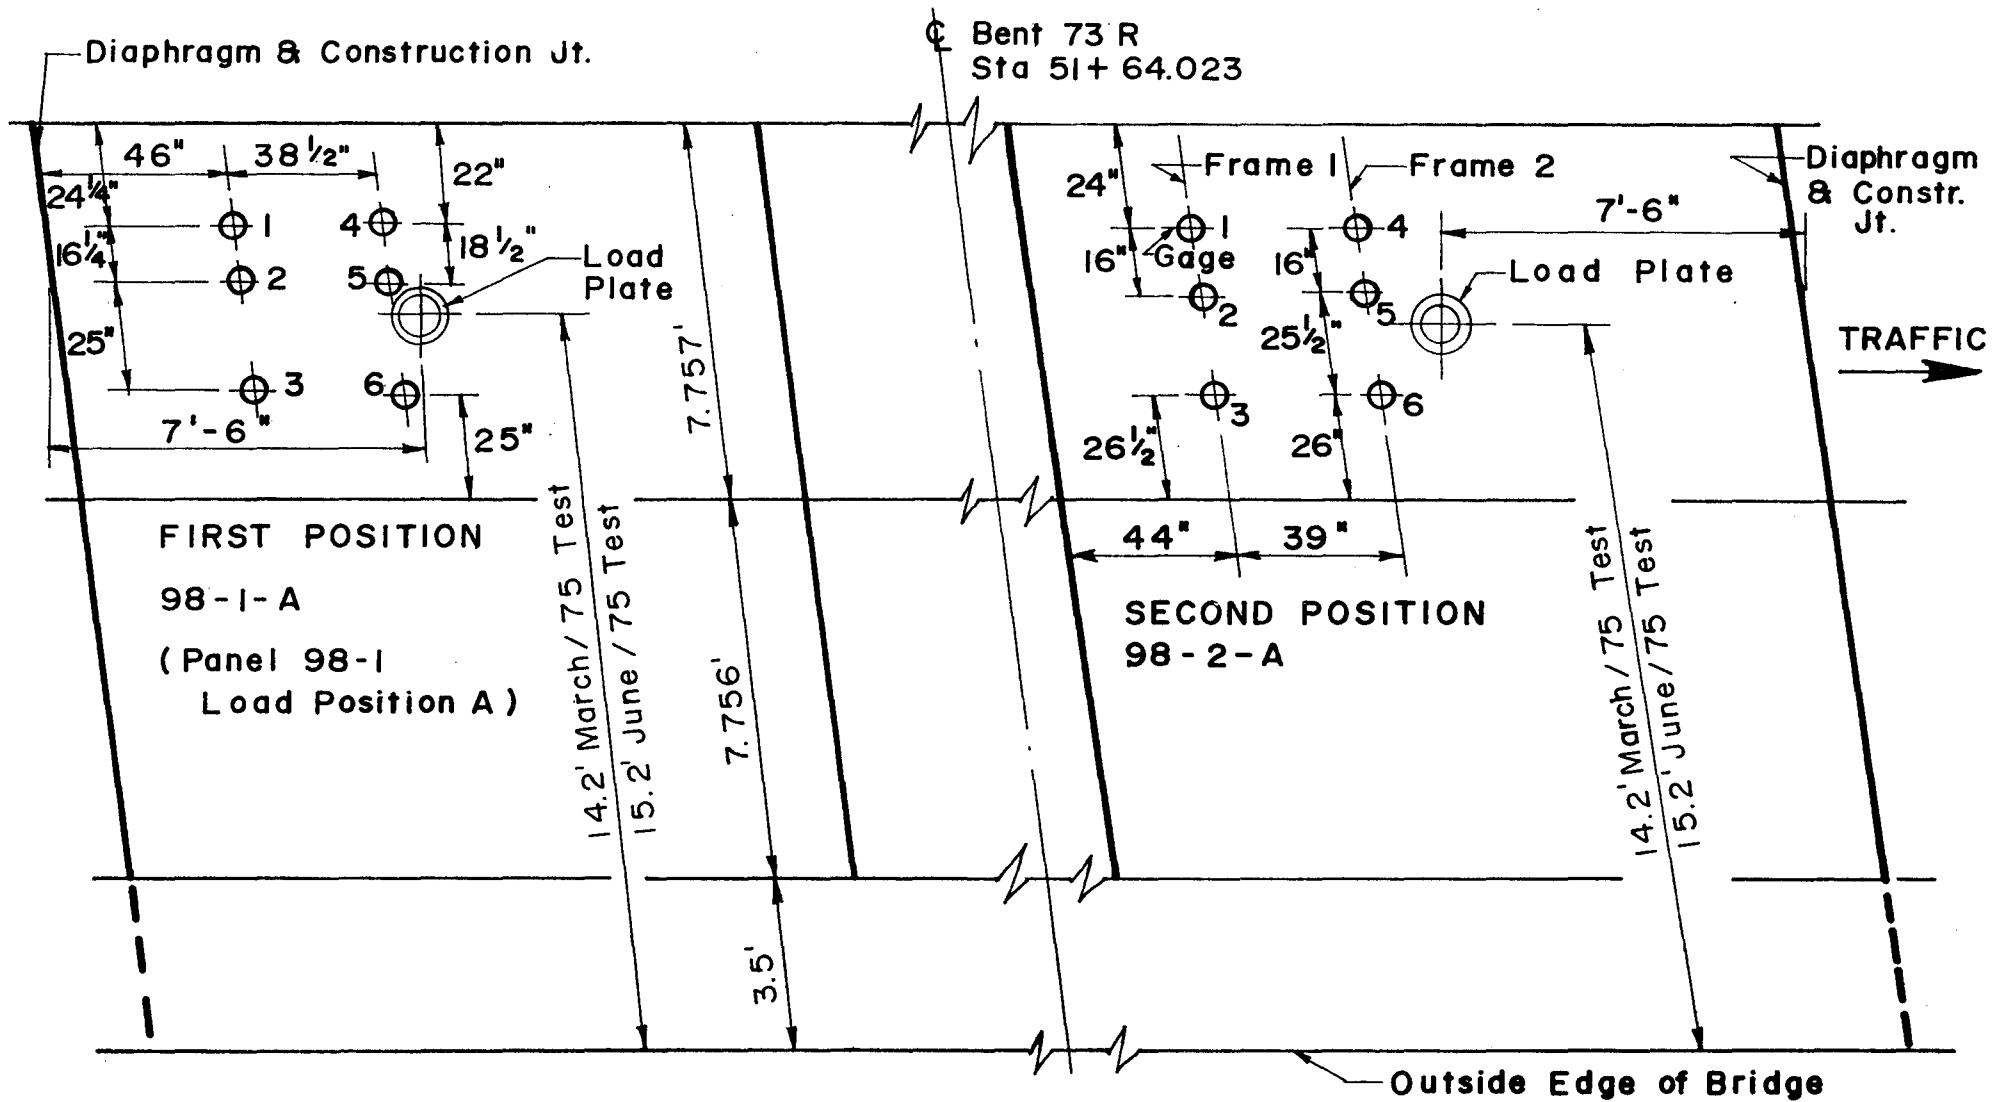 Diaphragm & Construction Jt.
℄ Bent 73 R
Sta 51+ 64.023
46"
38 1/2"
22"
24 1/4"
1
4
16 1/4"
18 1/2"
2
5
Load
Plate
25"
3
6
7'-6"
25"
7.757'
24"
Frame 1
Frame 2
Diaphragm
& Constr.
Jt.
7'-6"
1
4
16"
Gage
16"
Load Plate
2
5
25 1/2"
3
6
26 1/2"
26"
TRAFFIC
FIRST POSITION
98-1-A
(Panel 98-1
Load Position A)
14.2' March/75 Test
15.2' June/75 Test
7.756'
3.5'
44"
39"
SECOND POSITION
98-2-A
14.2' March/75 Test
15.2' June/75 Test
Outside Edge of Bridge